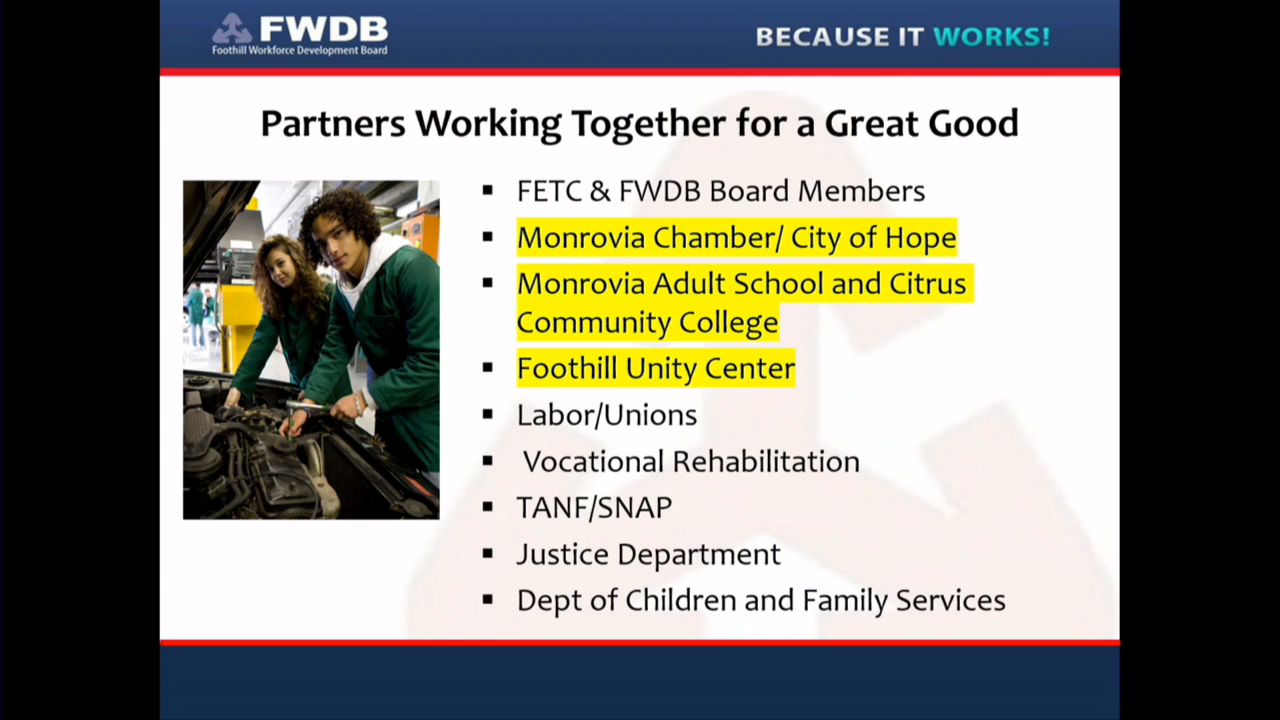 FWDB
Foothill Workforce Development Board
BECAUSE IT WORKS!
Partners Working Together for a Great Good
▪ FETC & FWDB Board Members
▪ Monrovia Chamber/ City of Hope
▪ Monrovia Adult School and Citrus
Community College
▪ Foothill Unity Center
▪ Labor/Unions
▪ Vocational Rehabilitation
▪ TANF/SNAP
▪ Justice Department
▪ Dept of Children and Family Services